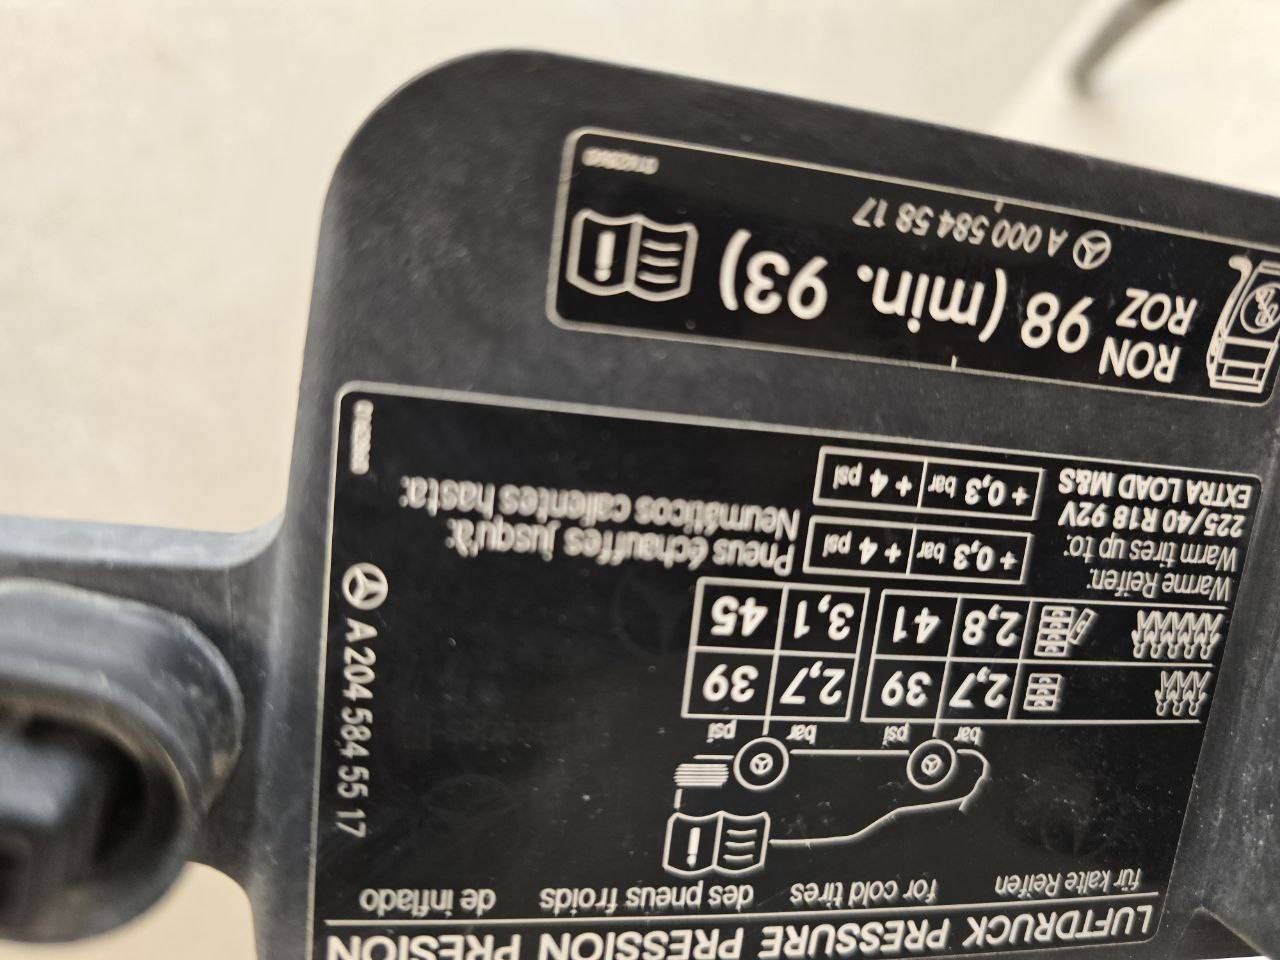 LUFTDRUCK PRESSURE PRESSION PRESION
für kalte Reifen for cold tires des pneus froids de inflado
bar psi bar psi
2,7 39 2,7 39
2,8 41 3,1 45
Warme Reifen: + 0,3 bar + 4 psi Pneus échauffés jusqu'à:
Warm tires up to:
225/40 R18 92V + 0,3 bar + 4 psi Neumáticos calientes hasta:
EXTRA LOAD M&S
A 204 584 55 17
RON 98 (min. 93)
ROZ
A 000 584 58 17